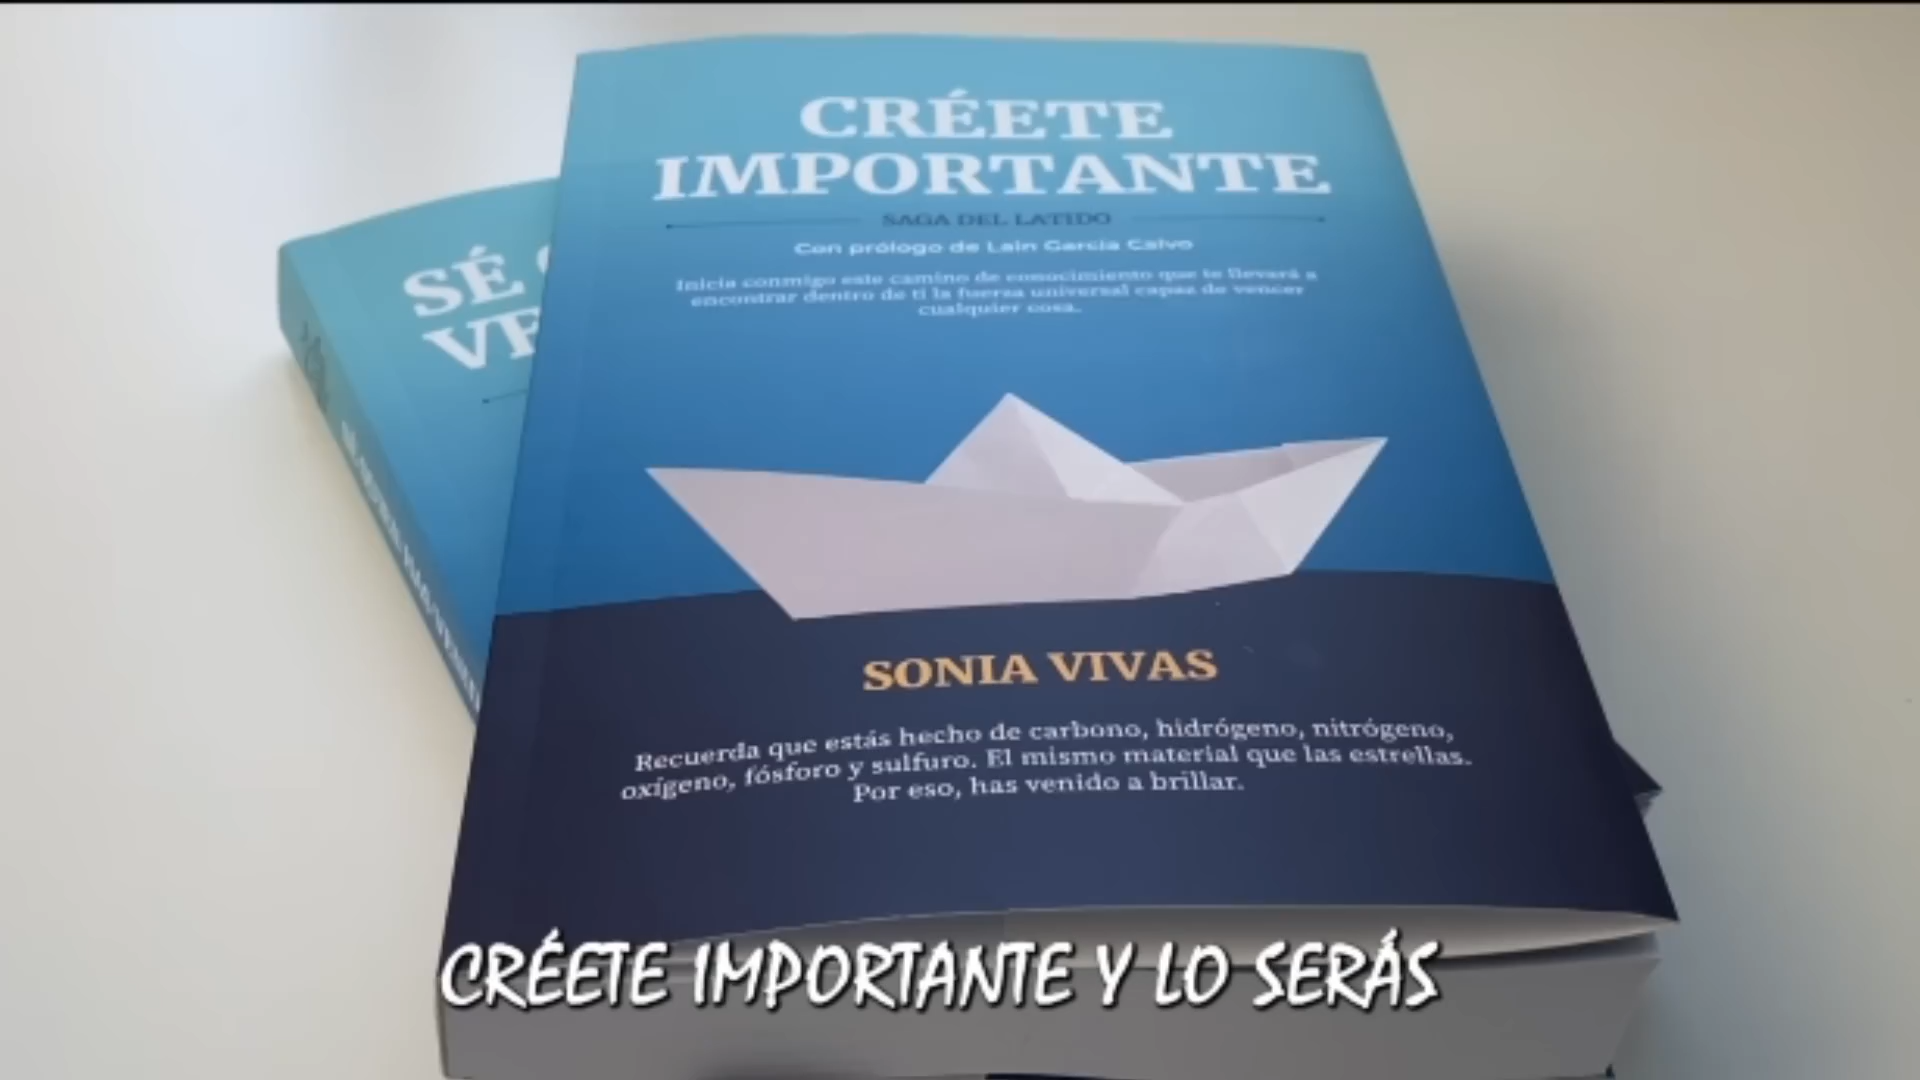 CRÉETE
IMPORTANTE
SAGA DEL LATIDO
Con prólogo de Laín García Calvo
Inicia conmigo este camino de conocimiento que te llevará a
encontrar dentro de ti la fuerza universal capaz de vencer
cualquier cosa.
SONIA VIVAS
Recuerda que estás hecho de carbono, hidrógeno, nitrógeno,
oxígeno, fósforo y sulfuro. El mismo material que las estrellas.
Por eso, has venido a brillar.
SÉ
CRÉETE IMPORTANTE Y LO SERÁS